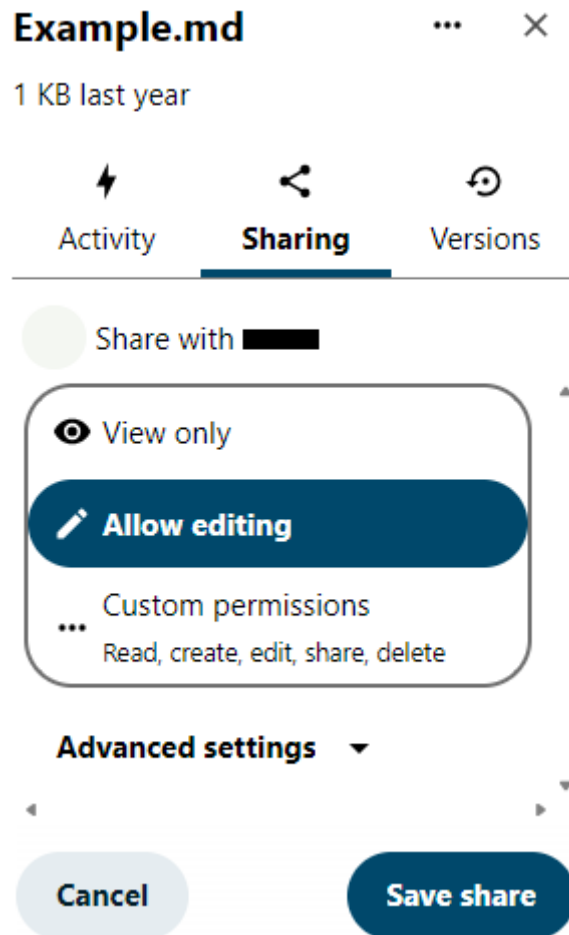 Example.md
1 KB last year
Activity Sharing Versions
Share with
View only
Allow editing
Custom permissions
Read, create, edit, share, delete
Advanced settings
Cancel Save share